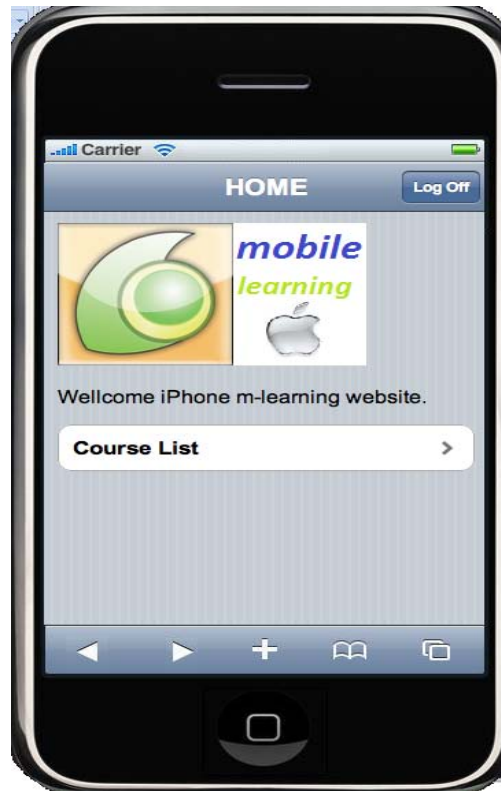 Carrier
HOME
Log Off
mobile
learning
Wellcome iPhone m-learning website.
Course List